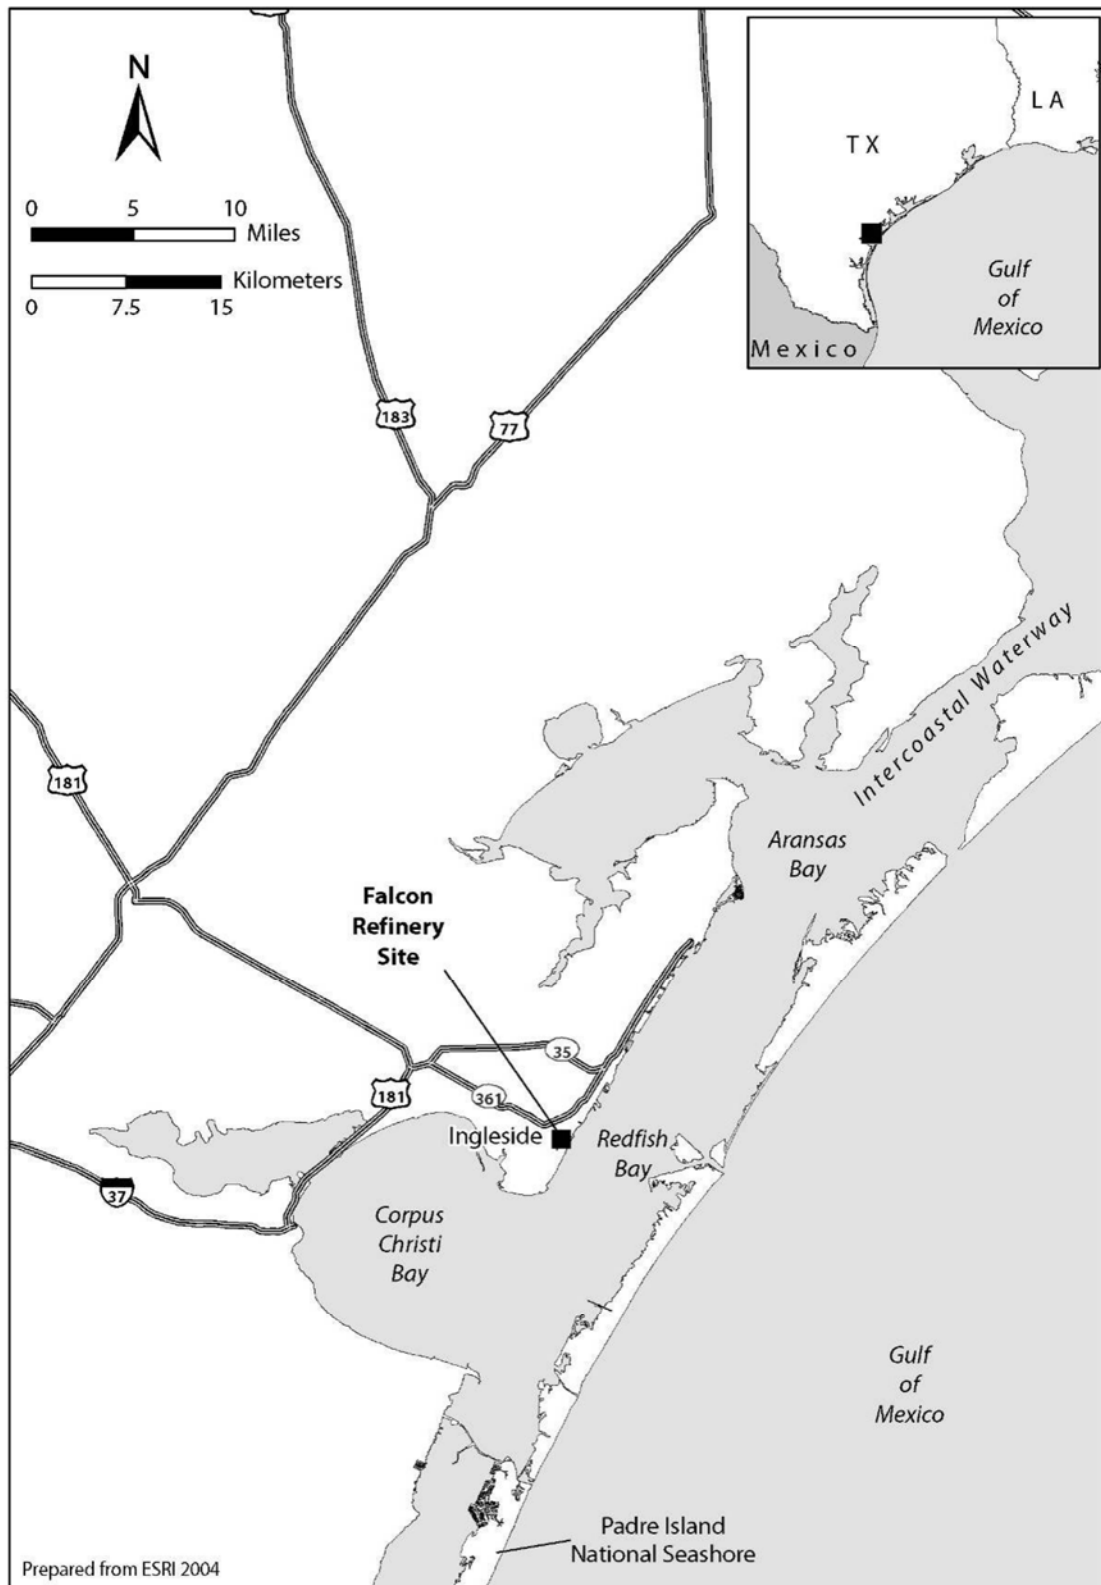 N
0 5 10
Miles
Kilometers
0 7.5 15
TX
LA
Gulf
of
Mexico
Mexico
183
77
181
Intercoastal Waterway
Aransas
Bay
Falcon
Refinery
Site
35
361
181
Ingleside
Redfish
Bay
37
Corpus
Christi
Bay
Gulf
of
Mexico
Padre Island
National Seashore
Prepared from ESRI 2004